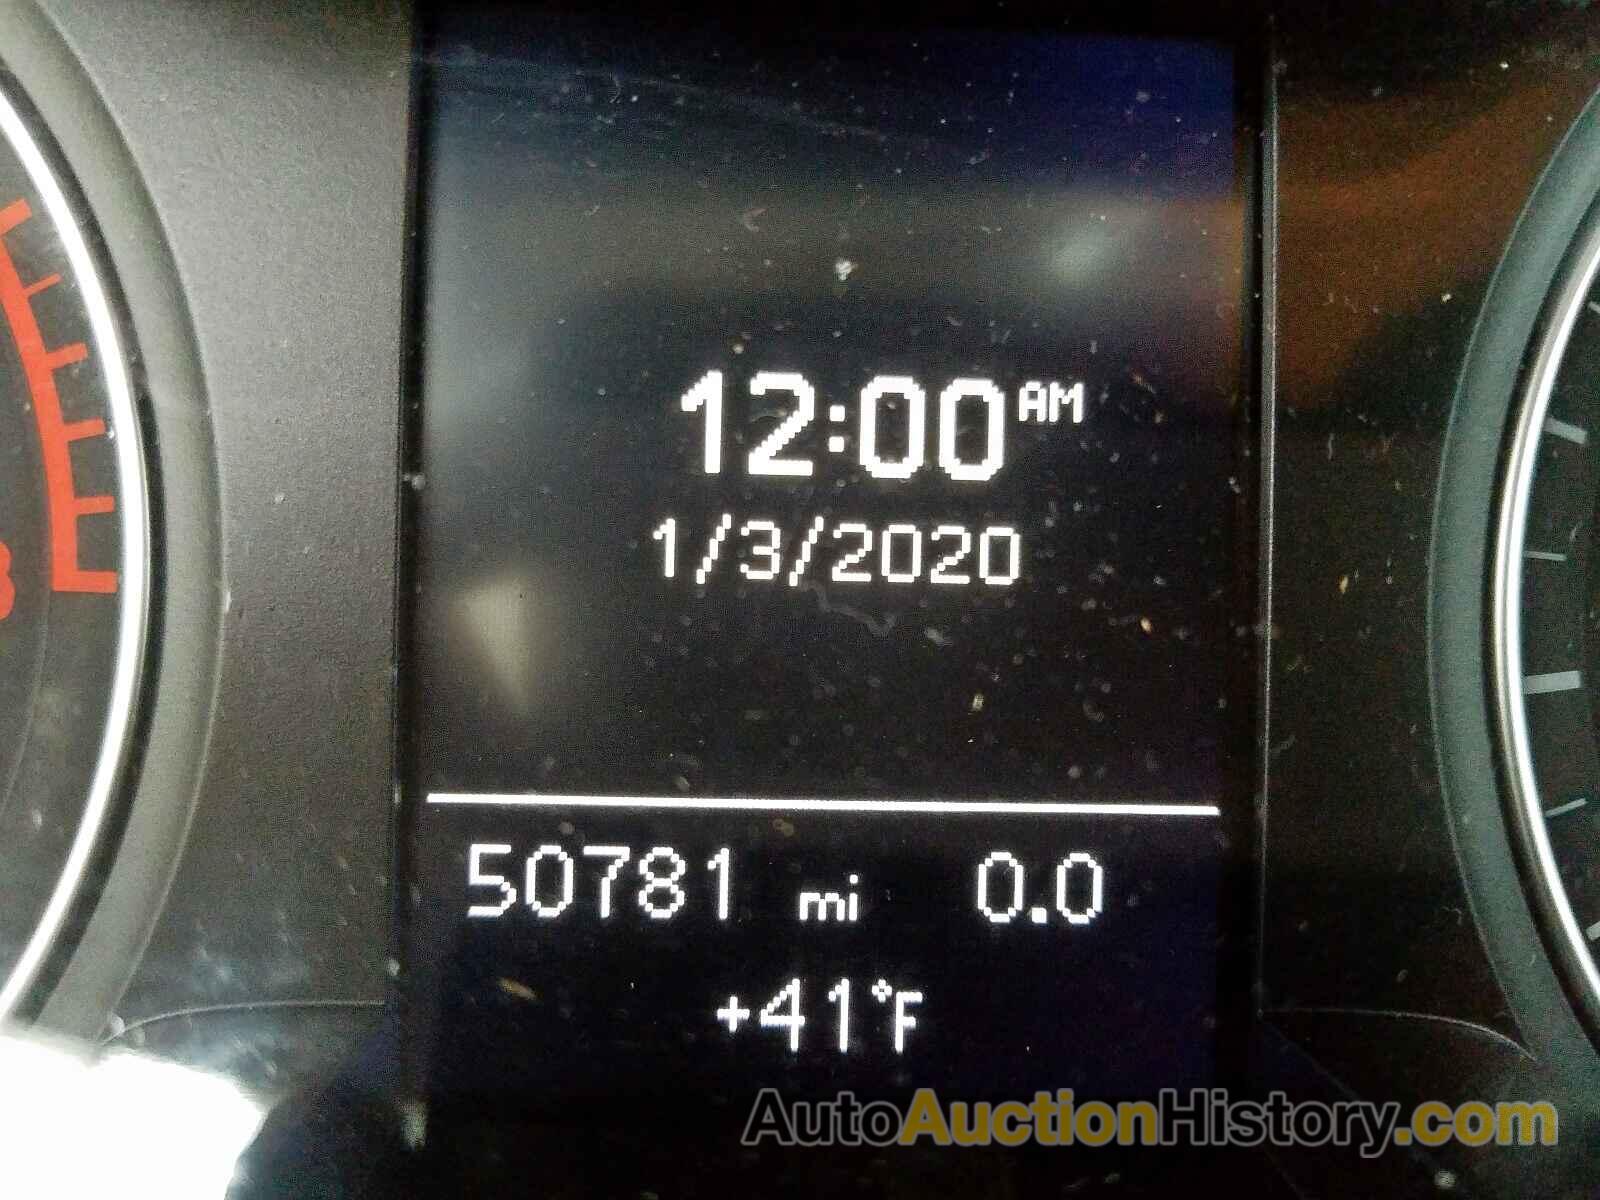 12:00 AM
1/3/2020
50781 mi 0.0
+41°F
AutoAuctionHistory.com